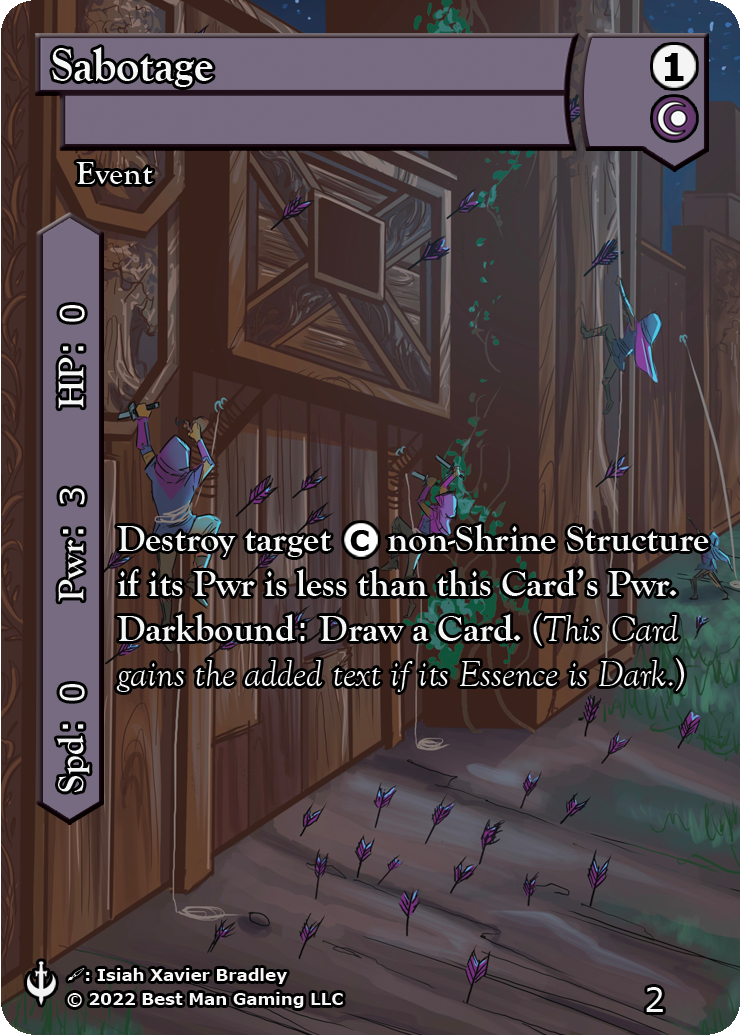 Sabotage
1
Event
HP: 0
Pwr: 3
Spd: 0
Destroy target C non-Shrine Structure
if its Pwr is less than this Card's Pwr.
Darkbound: Draw a Card. (This Card
gains the added text if its Essence is Dark.)
: Isiah Xavier Bradley
© 2022 Best Man Gaming LLC
2